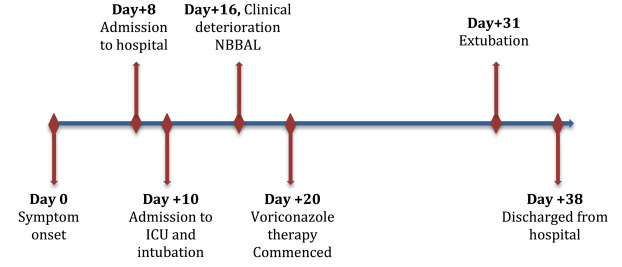 Day+8
Admission
to hospital
Day+16, Clinical
deterioration
NBBAL
Day+31
Extubation
Day 0
Symptom
onset
Day +10
Admission to
ICU and
intubation
Day +20
Voriconazole
therapy
Commenced
Day +38
Discharged from
hospital